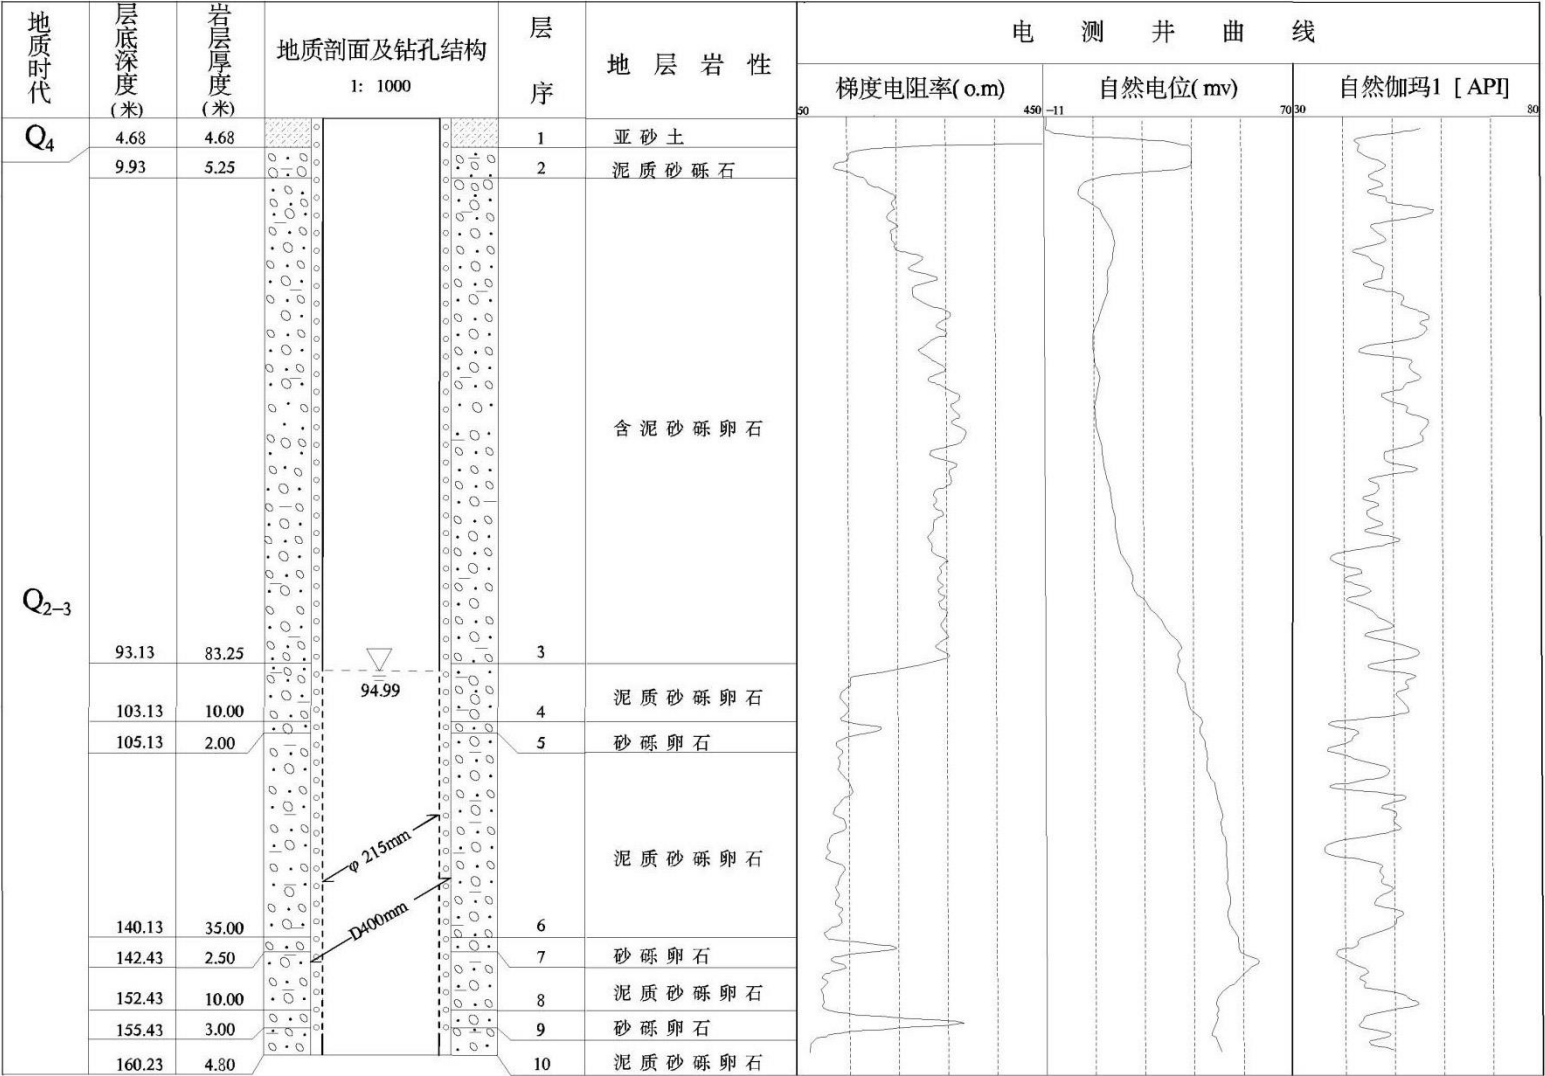 地质时代
层底深度(米)
岩层厚度(米)
地质剖面及钻孔结构
1: 1000
层序
地层岩性
电测井曲线
梯度电阻率(o.m)
50 450
自然电位(mv)
-11 70
自然伽玛1 [API]
30 80
Q4
4.68 4.68 1 亚砂土
9.93 5.25 2 泥质砂砾石
含泥砂砾卵石
Q2-3
93.13 83.25 3
94.99
泥质砂砾卵石
103.13 10.00 4
105.13 2.00 5 砂砾卵石
φ 215mm
泥质砂砾卵石
D400mm
140.13 35.00 6
142.43 2.50 7 砂砾卵石
152.43 10.00 8 泥质砂砾卵石
155.43 3.00 9 砂砾卵石
160.23 4.80 10 泥质砂砾卵石